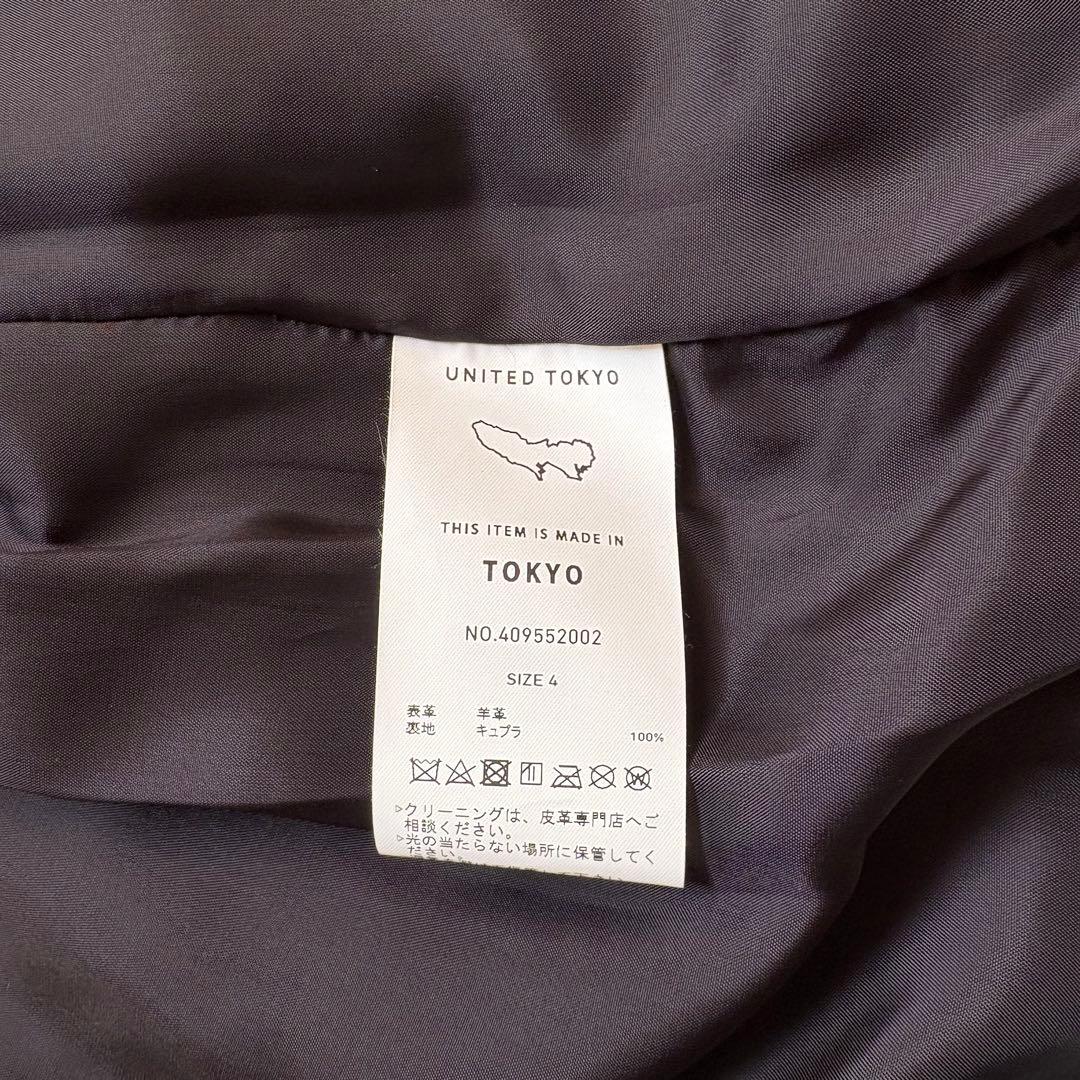 UNITED TOKYO
THIS ITEM IS MADE IN
TOKYO
NO.409552002
SIZE 4
表革 羊革
裏地 キュプラ 100%
▷クリーニングは、皮革専門店へご
相談ください。
▷光の当たらない場所に保管してく
ださい。